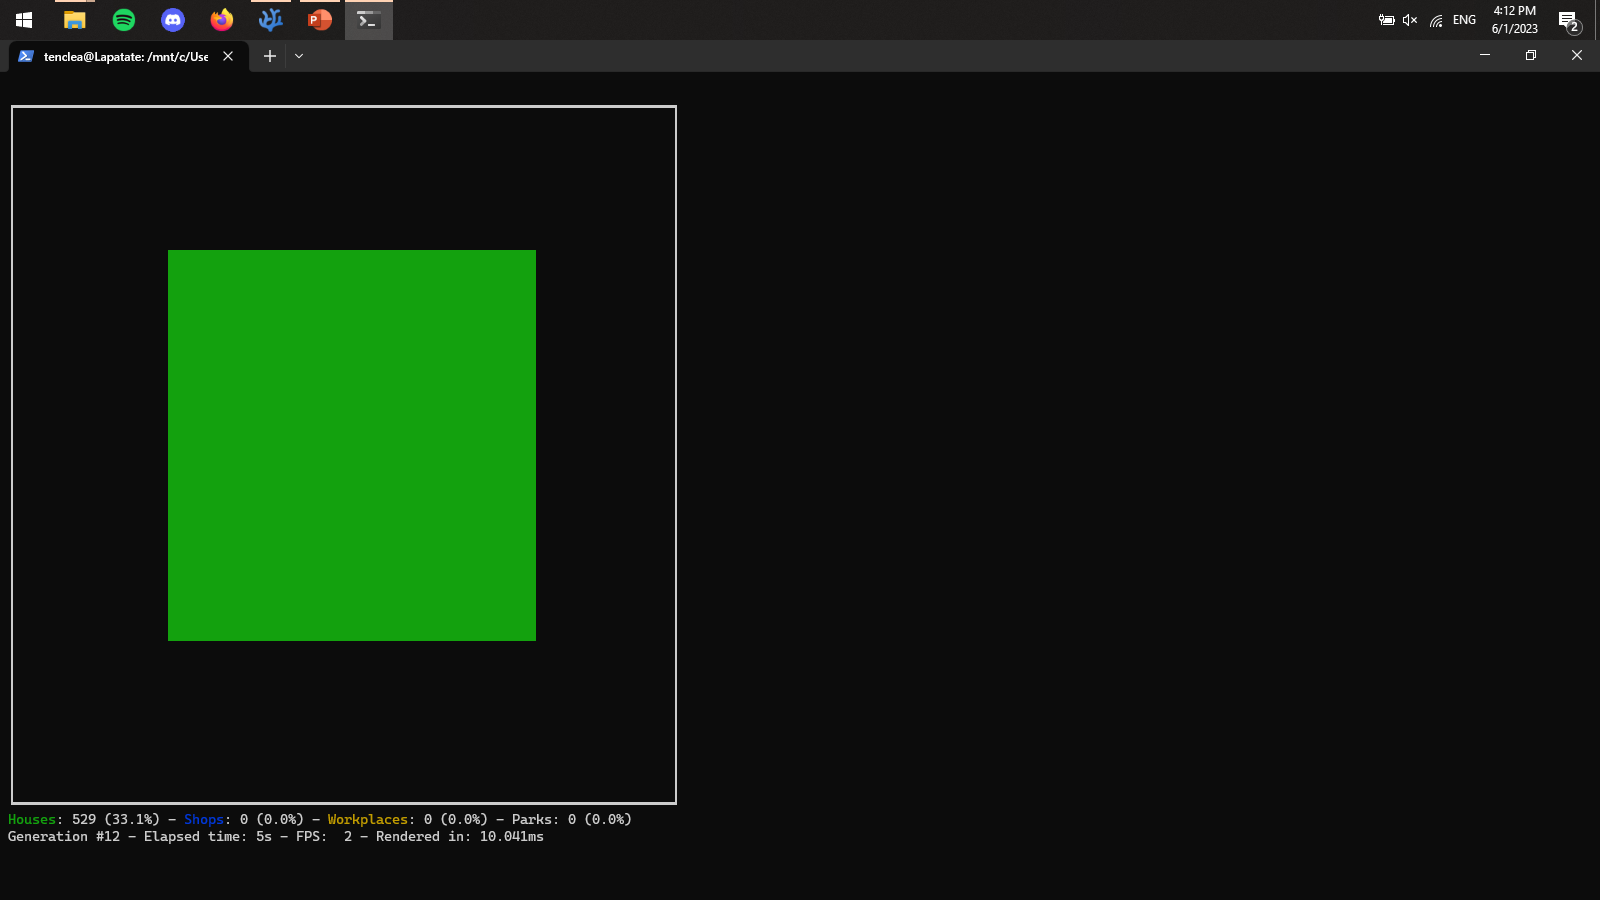 4:12 PM
ENG
6/1/2023
2
tenclea@Lapatate: /mnt/c/Use
Houses: 529 (33.1%) – Shops: 0 (0.0%) – Workplaces: 0 (0.0%) – Parks: 0 (0.0%)
Generation #12 – Elapsed time: 5s – FPS:  2 – Rendered in: 10.041ms